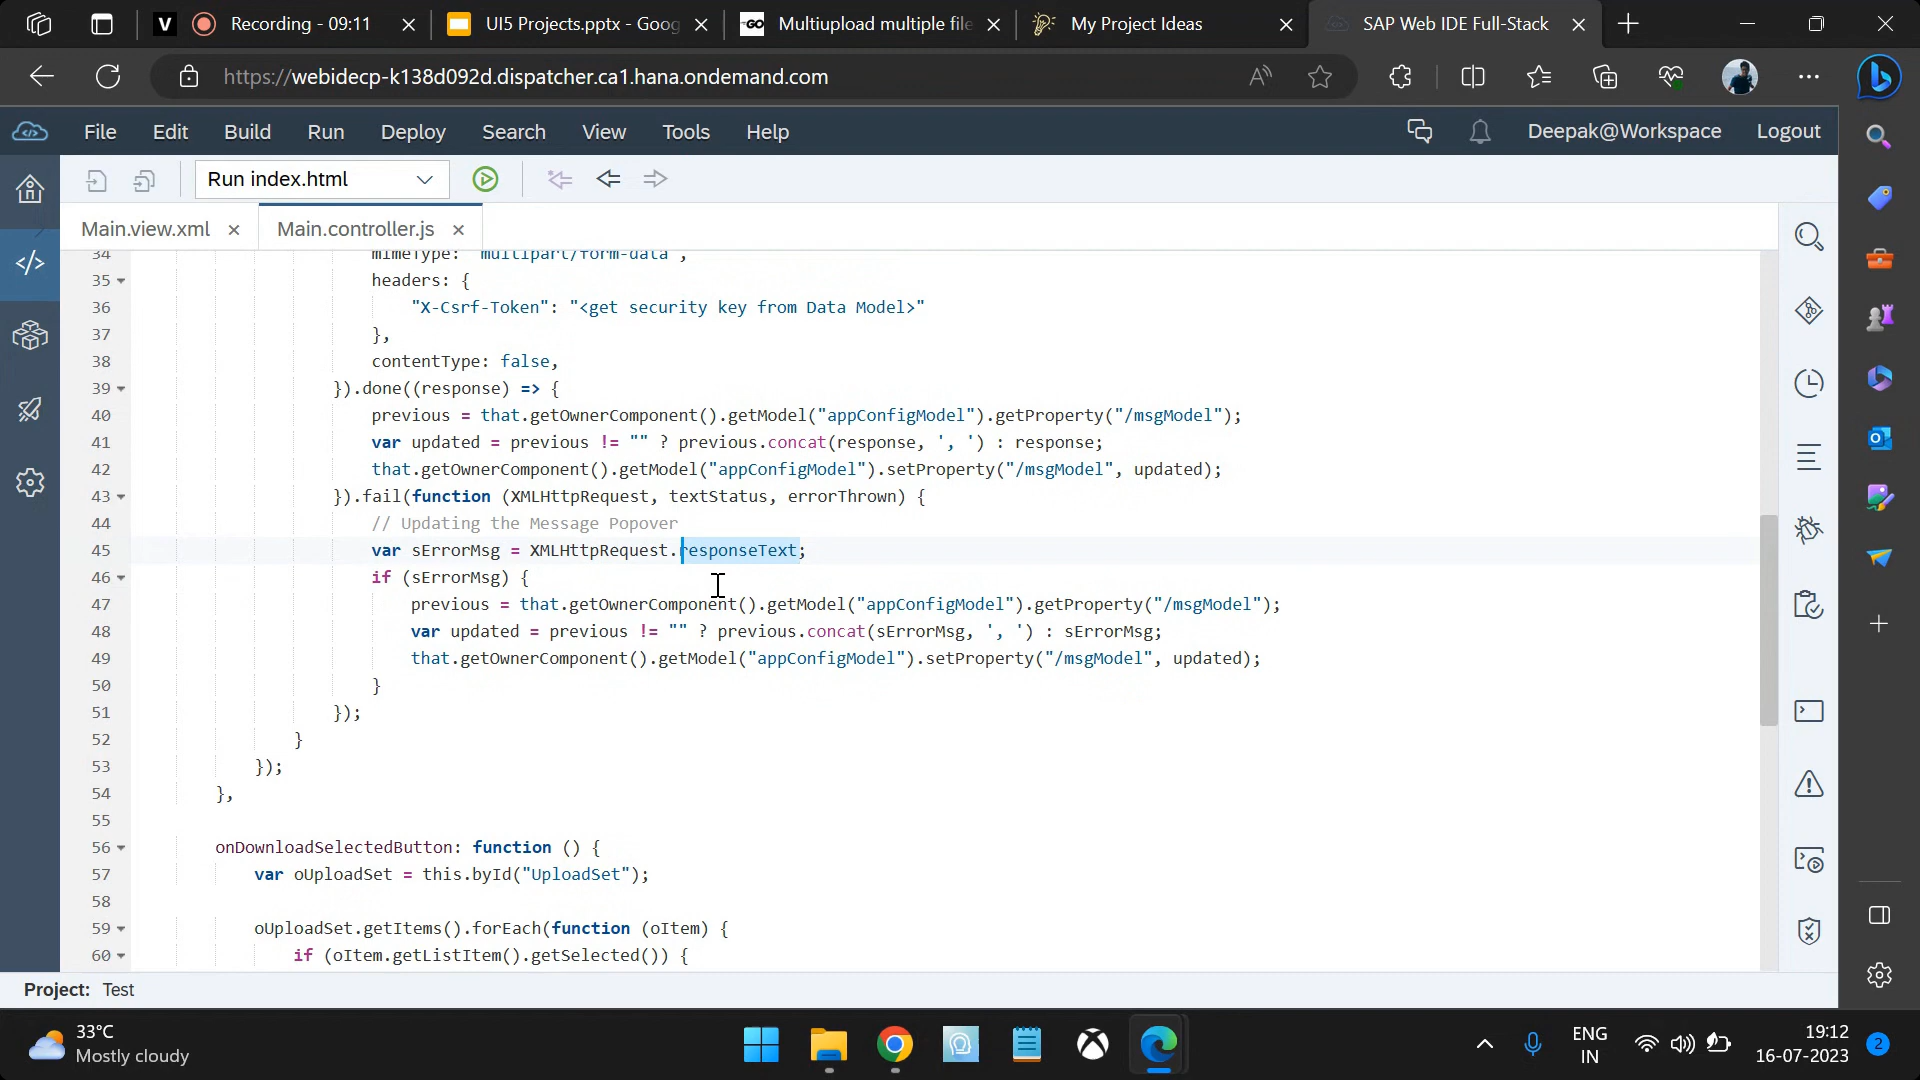 V Recording - 09:11
UI5 Projects.pptx - Goog
GO Multiupload multiple file
My Project Ideas
SAP Web IDE Full-Stack
https://webidecp-k138d092d.dispatcher.ca1.hana.ondemand.com
File Edit Build Run Deploy Search View Tools Help
Deepak@Workspace Logout
Run index.html
Main.view.xml
Main.controller.js
34 mimeType: "multipart/form-data",
35 headers: {
36 "X-Csrf-Token": "<get security key from Data Model>"
37 },
38 contentType: false,
39 }).done((response) => {
40 previous = that.getOwnerComponent().getModel("appConfigModel").getProperty("/msgModel");
41 var updated = previous != "" ? previous.concat(response, ', ') : response;
42 that.getOwnerComponent().getModel("appConfigModel").setProperty("/msgModel", updated);
43 }).fail(function (XMLHttpRequest, textStatus, errorThrown) {
44 // Updating the Message Popover
45 var sErrorMsg = XMLHttpRequest.responseText;
46 if (sErrorMsg) {
47 previous = that.getOwnerComponent().getModel("appConfigModel").getProperty("/msgModel");
48 var updated = previous != "" ? previous.concat(sErrorMsg, ', ') : sErrorMsg;
49 that.getOwnerComponent().getModel("appConfigModel").setProperty("/msgModel", updated);
50 }
51 });
52 }
53 });
54 },
55
56 onDownloadSelectedButton: function () {
57 var oUploadSet = this.byId("UploadSet");
58
59 oUploadSet.getItems().forEach(function (oItem) {
60 if (oItem.getListItem().getSelected()) {
Project: Test
33°C
Mostly cloudy
ENG
IN
19:12
16-07-2023
2